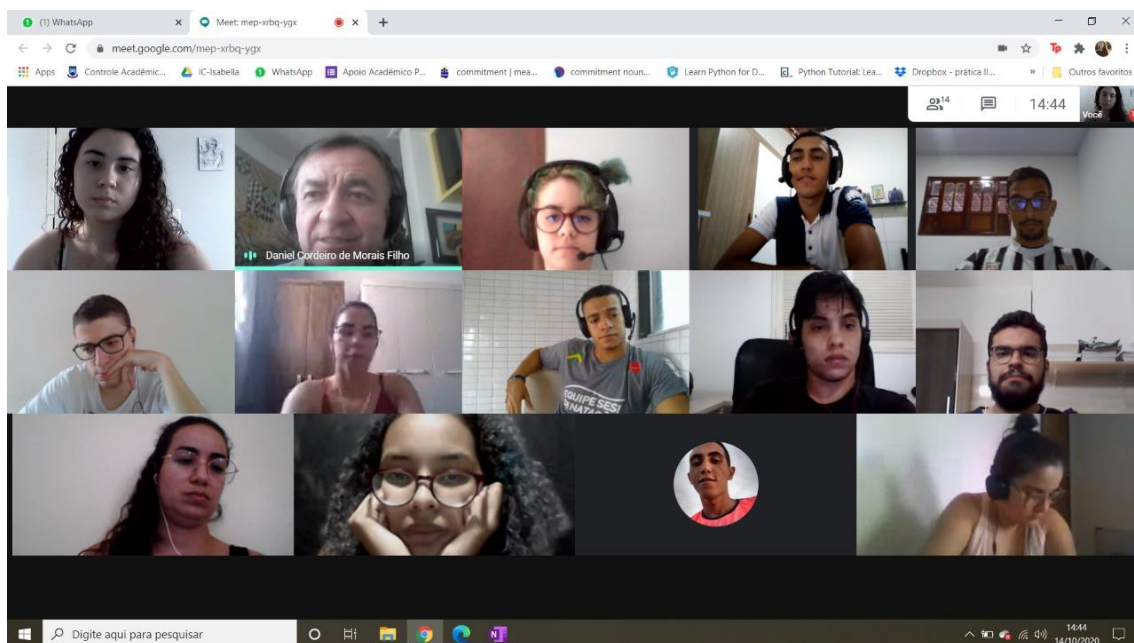 (1) WhatsApp
Meet: mep-xrbq-ygx
meet.google.com/mep-xrbq-ygx
Apps
Controle Acadêmic...
IC-Isabella
WhatsApp
Apoio Acadêmico P...
commitment | mea...
commitment noun...
Learn Python for D...
Python Tutorial: Lea...
Dropbox - prática II...
»
Outros favoritos
14
14:44
Você
Daniel Cordeiro de Morais Filho
EQUIPE SESI
NATAÇ
Digite aqui para pesquisar
14:44
14/10/2020